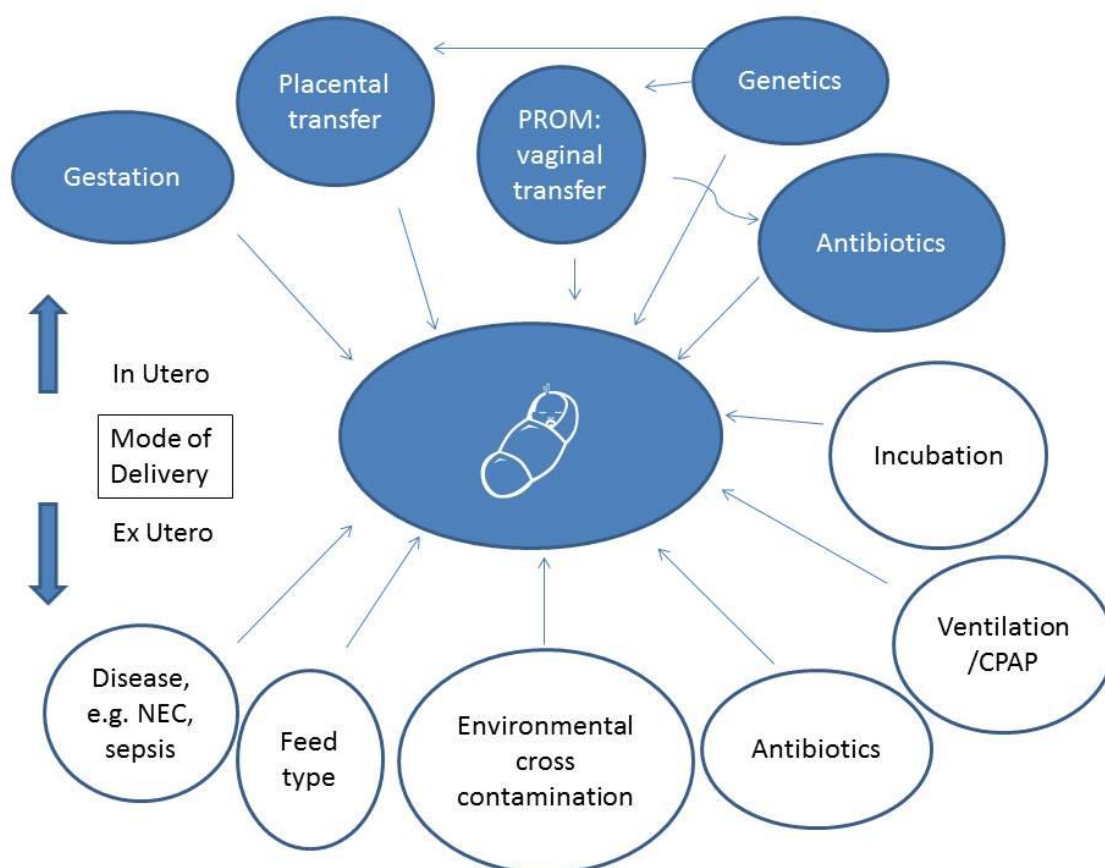 Placental
transfer
Genetics
PROM:
vaginal
transfer
Gestation
Antibiotics
In Utero
Mode of
Delivery
Ex Utero
Incubation
Ventilation
/CPAP
Disease,
e.g. NEC,
sepsis
Feed
type
Environmental
cross
contamination
Antibiotics